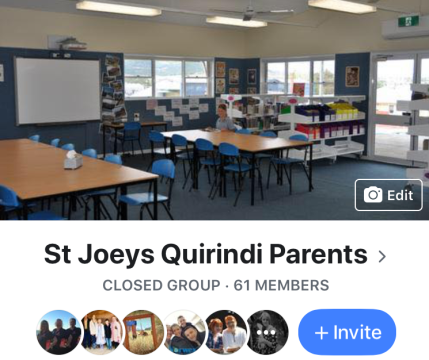 Edit
St Joeys Quirindi Parents >
CLOSED GROUP · 61 MEMBERS
+ Invite